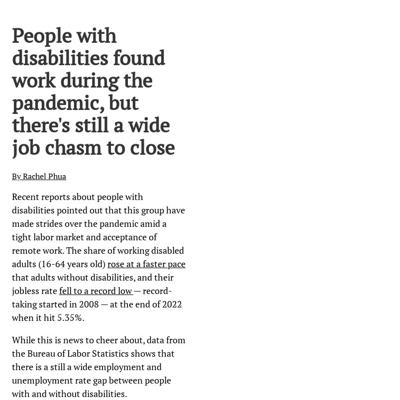 People with
disabilities found
work during the
pandemic, but
there's still a wide
job chasm to close
By Rachel Phua
Recent reports about people with
disabilities pointed out that this group have
made strides over the pandemic amid a
tight labor market and acceptance of
remote work. The share of working disabled
adults (16-64 years old) rose at a faster pace
that adults without disabilities, and their
jobless rate fell to a record low — record-
taking started in 2008 — at the end of 2022
when it hit 5.35%.
While this is news to cheer about, data from
the Bureau of Labor Statistics shows that
there is a still a wide employment and
unemployment rate gap between people
with and without disabilities.